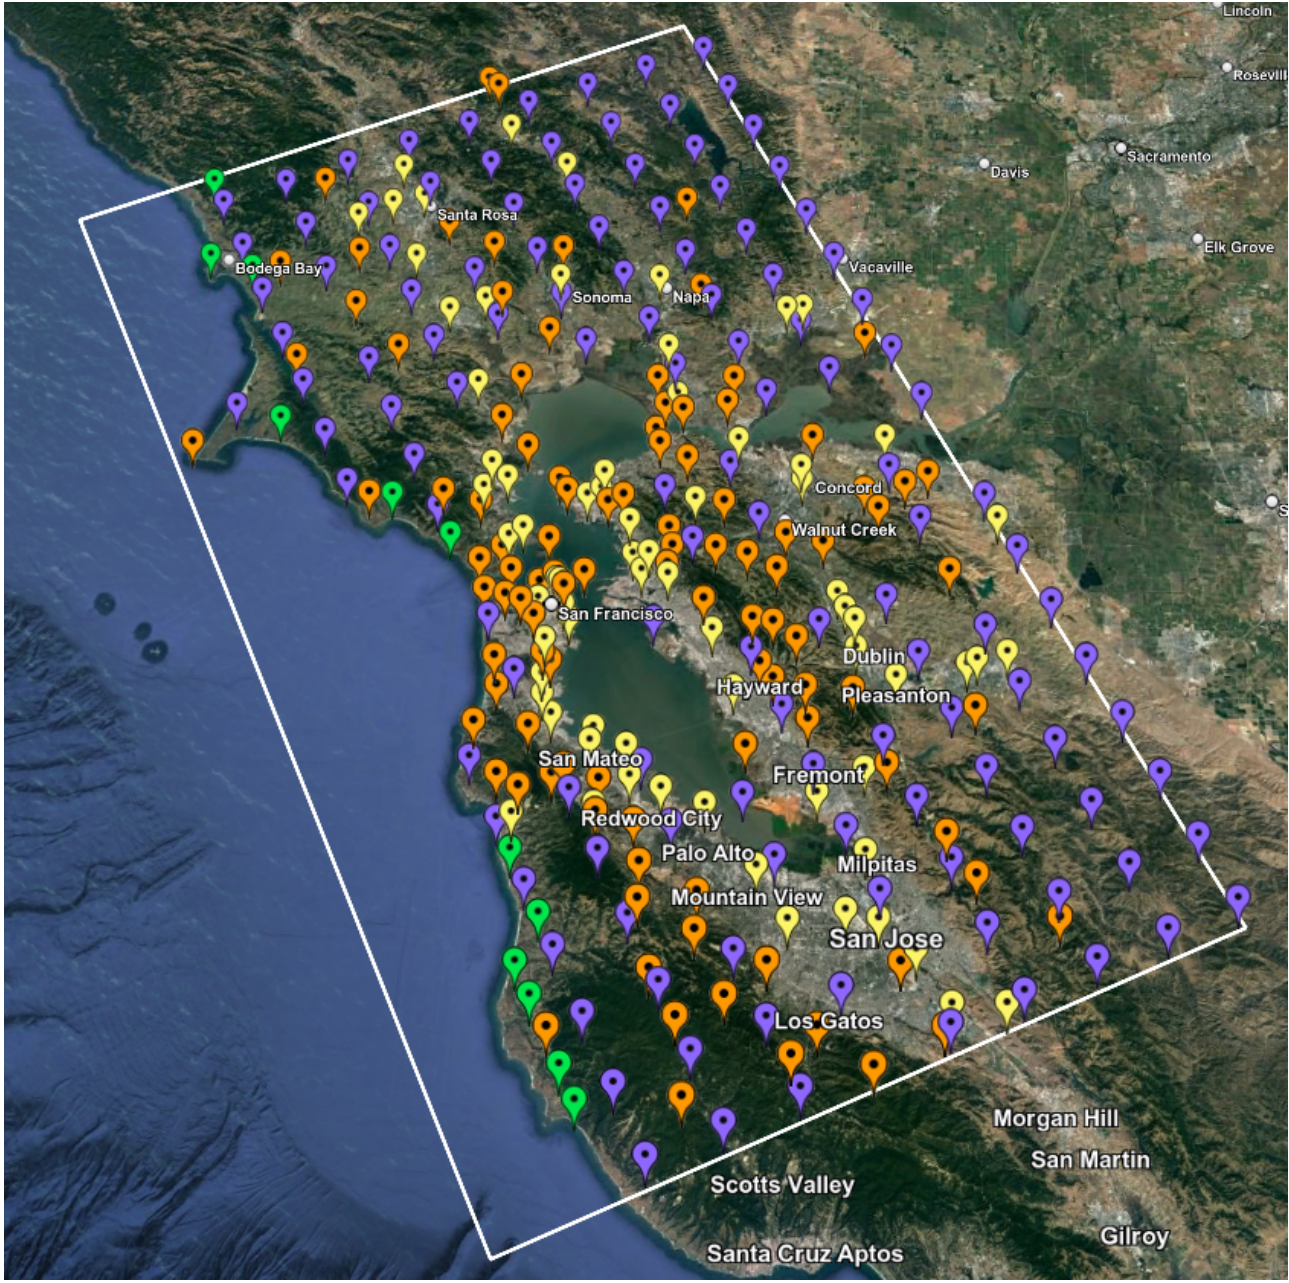 Lincoln
Davis
Sacramento
Santa Rosa
Elk Grove
Bodega Bay
Vacaville
Sonoma
Napa
Concord
Walnut Creek
San Francisco
Dublin
Hayward
Pleasanton
San Mateo
Fremont
Redwood City
Palo Alto
Milpitas
Mountain View
San Jose
Los Gatos
Morgan Hill
San Martin
Scotts Valley
Gilroy
Santa Cruz Aptos